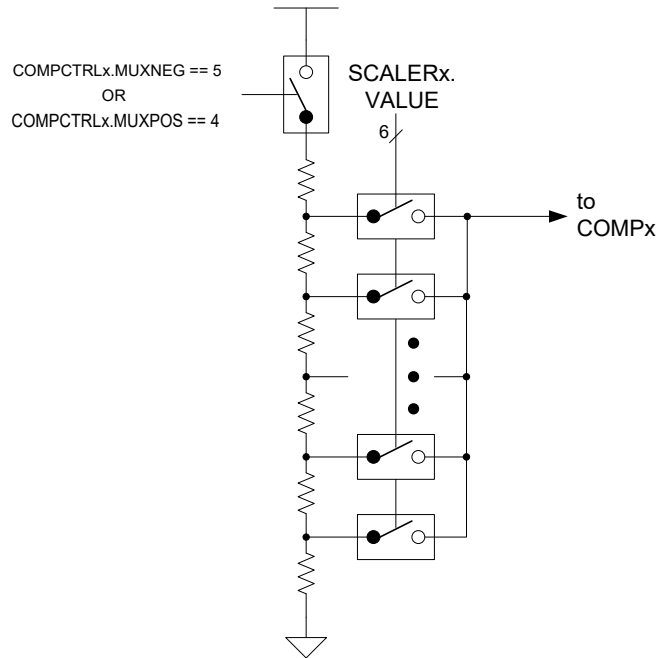 COMPCTRLx.MUXNEG == 5
OR
COMPCTRLx.MUXPOS == 4
SCALERx.
VALUE
6
to
COMPx